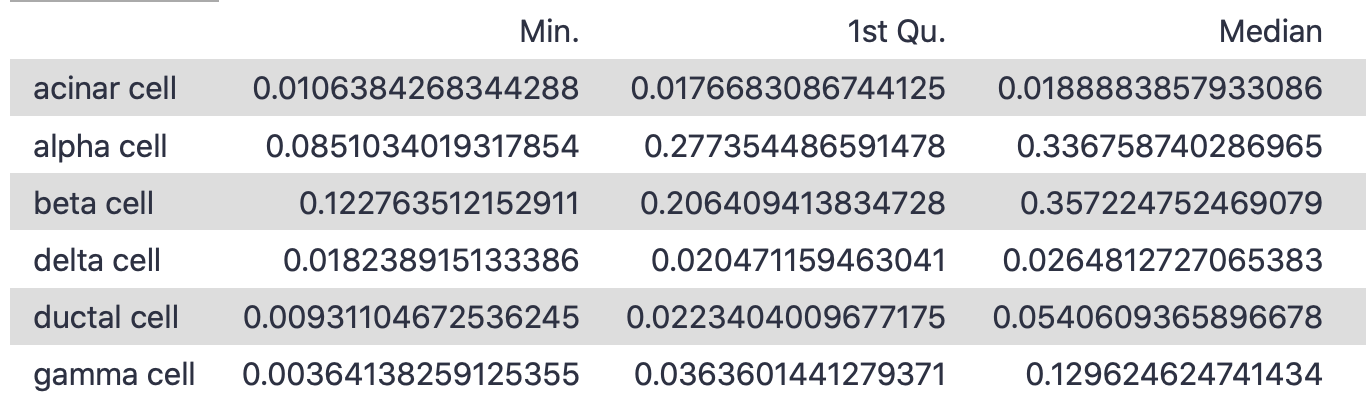 Min. 1st Qu. Median
acinar cell 0.0106384268344288 0.0176683086744125 0.0188883857933086
alpha cell 0.0851034019317854 0.277354486591478 0.336758740286965
beta cell 0.122763512152911 0.206409413834728 0.357224752469079
delta cell 0.018238915133386 0.020471159463041 0.0264812727065383
ductal cell 0.00931104672536245 0.0223404009677175 0.0540609365896678
gamma cell 0.00364138259125355 0.0363601441279371 0.129624624741434